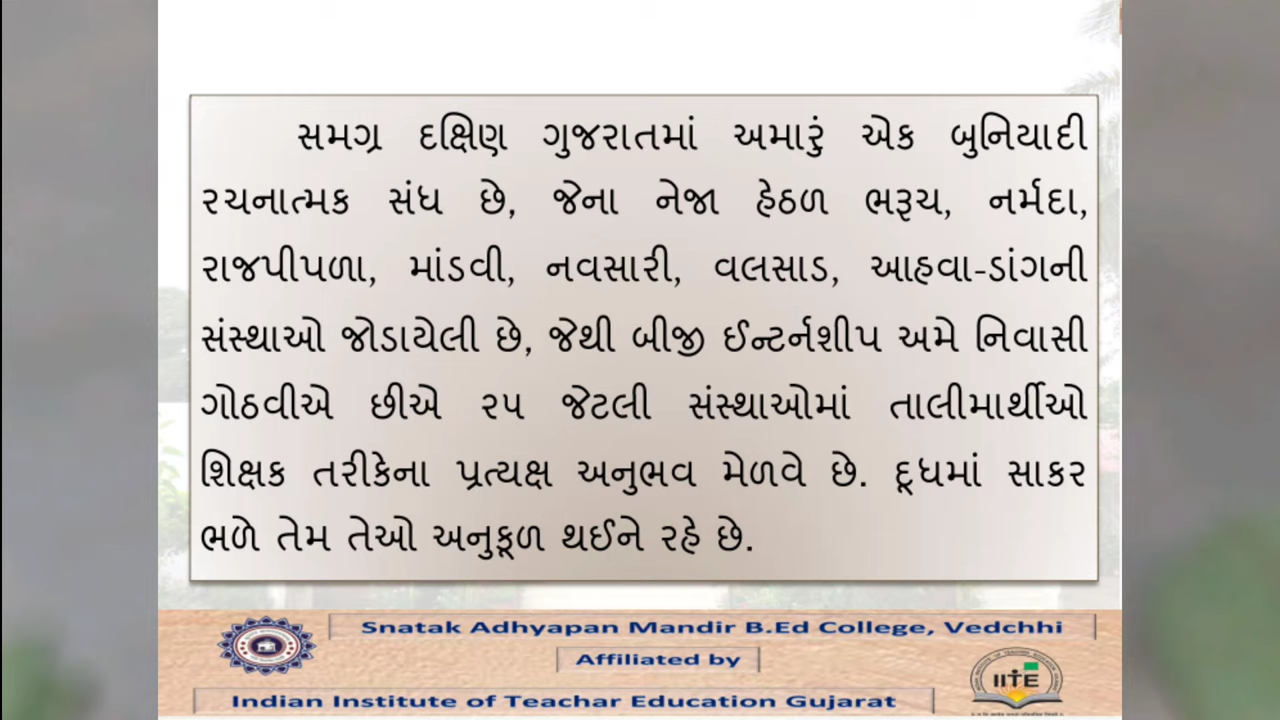 સમગ્ર દક્ષિણ ગુજરાતમાં અમારું એક બુનિયાદી
રચનાત્મક સંધ છે, જેના નેજા હેઠળ ભરૂચ, નર્મદા,
રાજપીપળા, માંડવી, નવસારી, વલસાડ, આહવા-ડાંગની
સંસ્થાઓ જોડાયેલી છે, જેથી બીજી ઈન્ટર્નશીપ અમે નિવાસી
ગોઠવીએ છીએ ૨૫ જેટલી સંસ્થાઓમાં તાલીમાર્થીઓ
શિક્ષક તરીકેના પ્રત્યક્ષ અનુભવ મેળવે છે. દૂધમાં સાકર
ભળે તેમ તેઓ અનુકૂળ થઈને રહે છે.
Snatak Adhyapan Mandir B.Ed College, Vedchhi
Affiliated by
Indian Institute of Teachar Education Gujarat
IITE